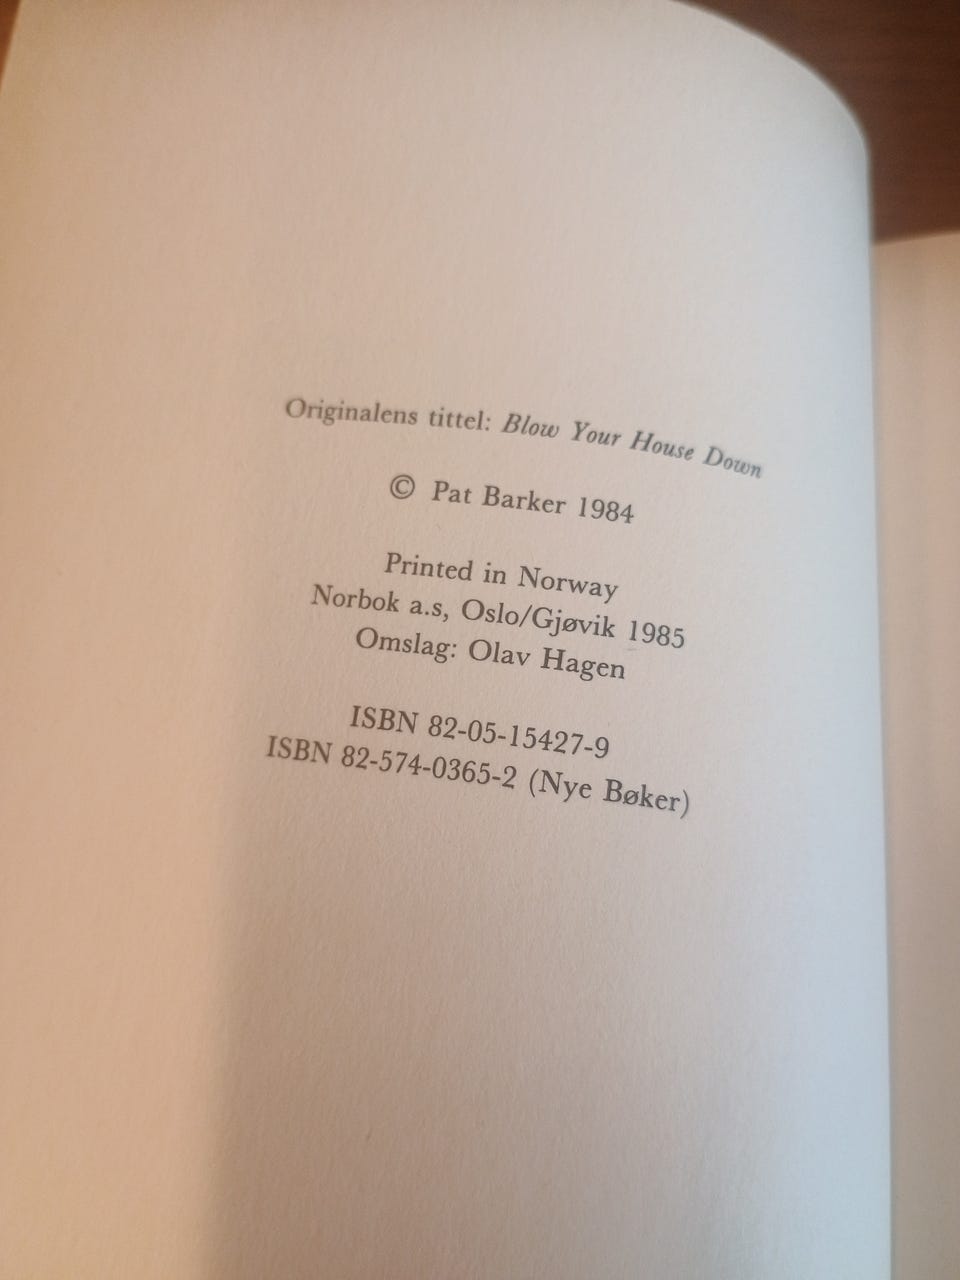 Originalens tittel: Blow Your House Down
© Pat Barker 1984
Printed in Norway
Norbok a.s, Oslo/Gjøvik 1985
Omslag: Olav Hagen
ISBN 82-05-15427-9
ISBN 82-574-0365-2 (Nye Bøker)